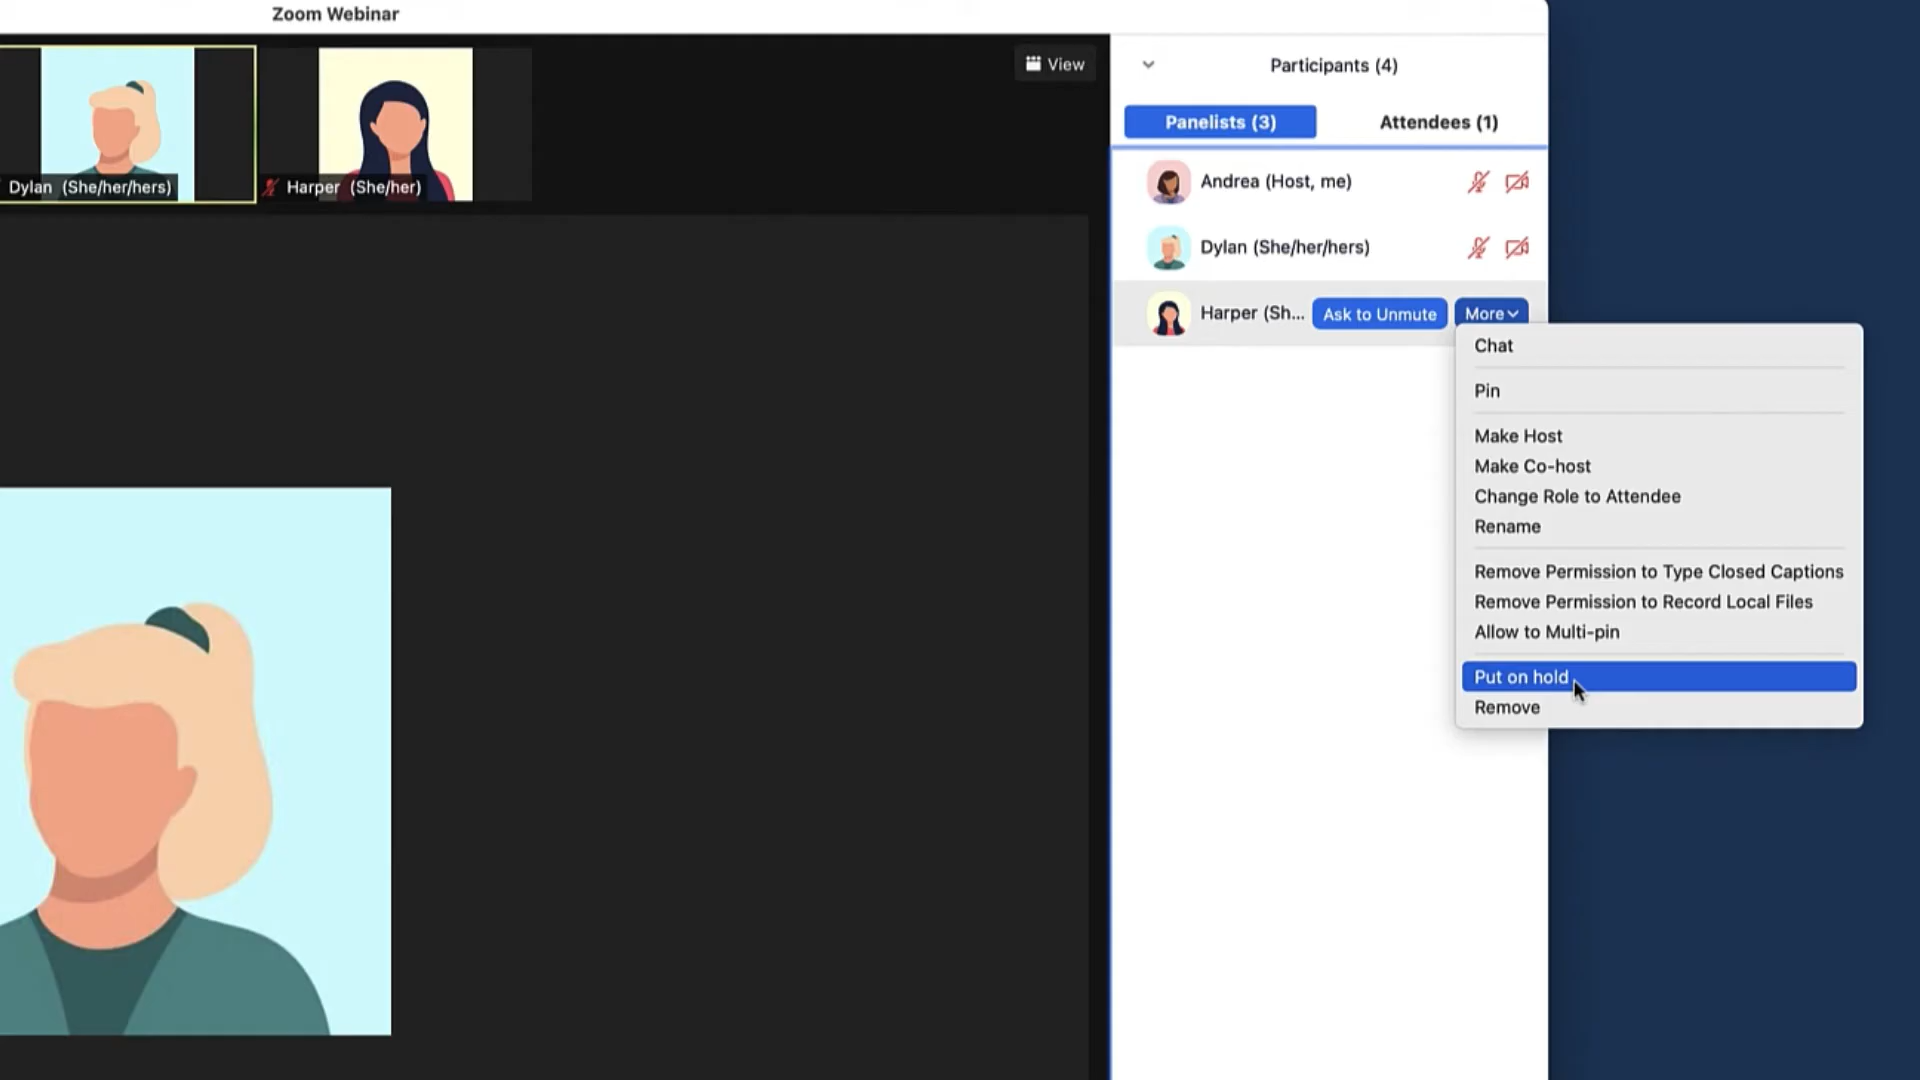 Zoom Webinar
View
Dylan (She/her/hers)
Harper (She/her)
Participants (4)
Panelists (3)
Attendees (1)
Andrea (Host, me)
Dylan (She/her/hers)
Harper (Sh... Ask to Unmute More
Chat
Pin
Make Host
Make Co-host
Change Role to Attendee
Rename
Remove Permission to Type Closed Captions
Remove Permission to Record Local Files
Allow to Multi-pin
Put on hold
Remove